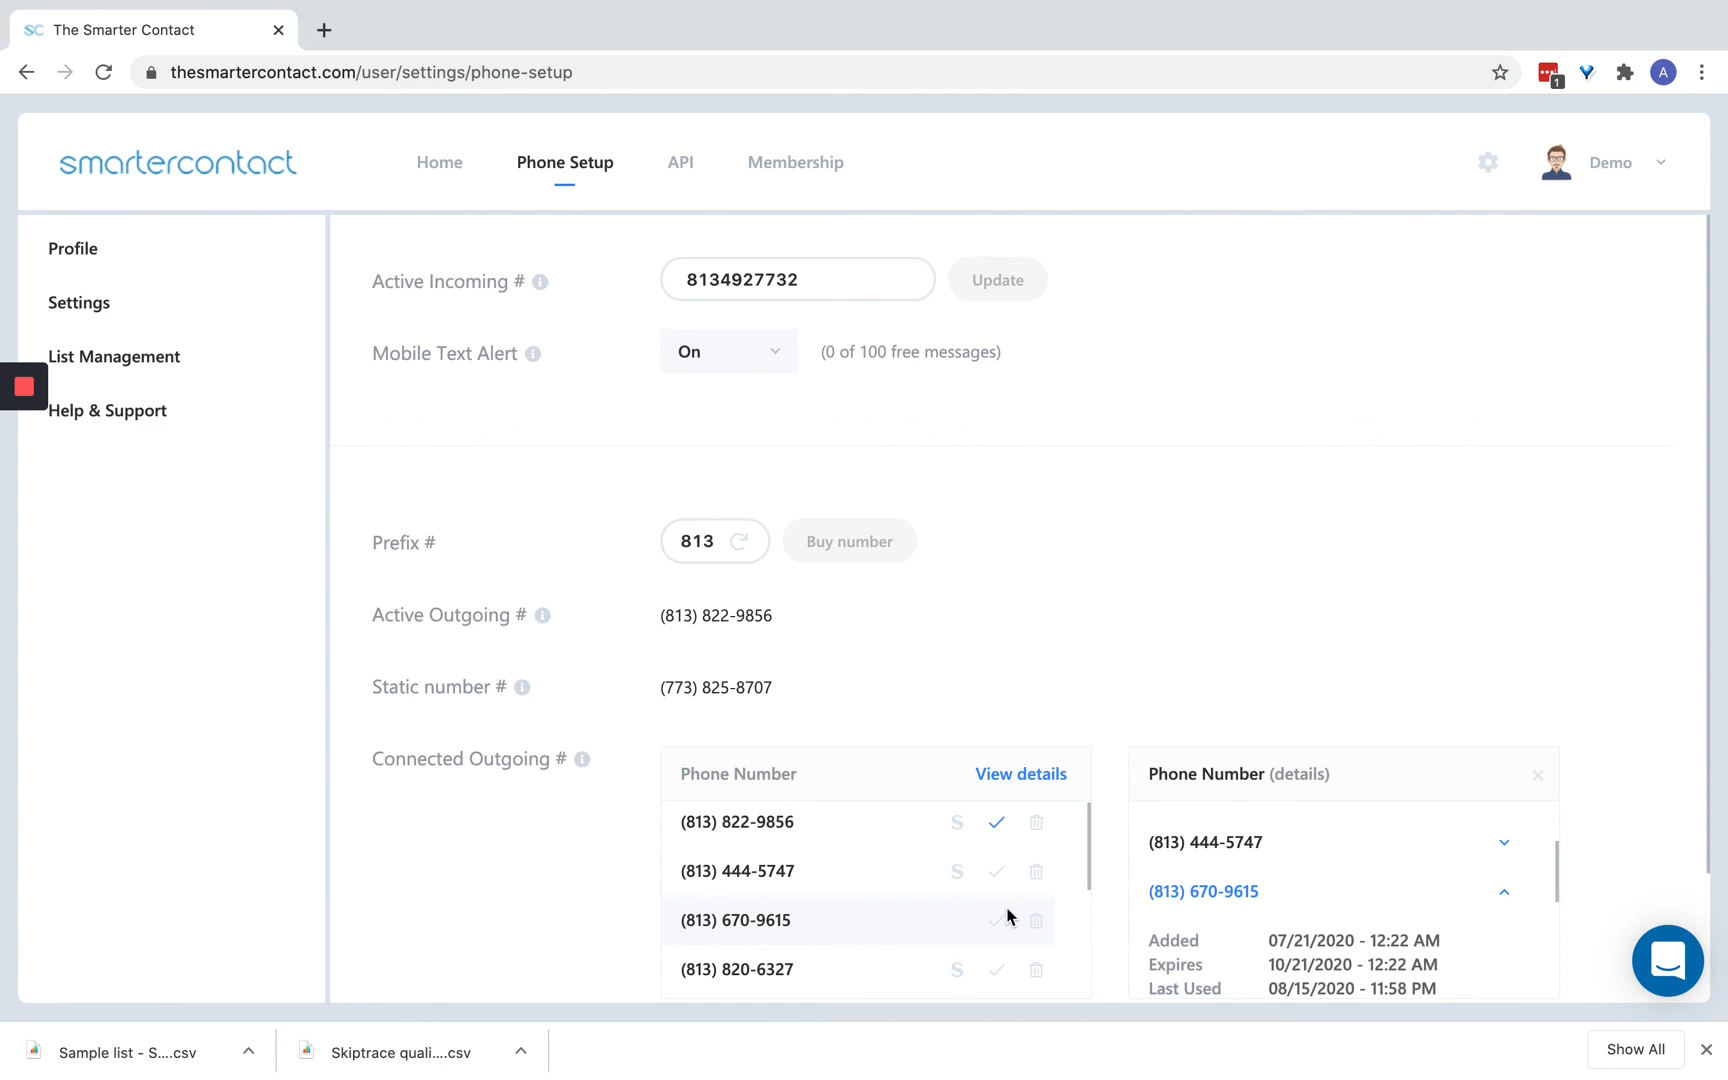 SC The Smarter Contact
thesmartercontact.com/user/settings/phone-setup
1
A
smartercontact
Home
Phone Setup
API
Membership
Demo
Profile
Settings
List Management
Help & Support
Active Incoming #
8134927732
Update
Mobile Text Alert
On
(0 of 100 free messages)
Prefix #
813
Buy number
Active Outgoing #
(813) 822-9856
Static number #
(773) 825-8707
Connected Outgoing #
Phone Number
View details
(813) 822-9856
S
(813) 444-5747
S
(813) 670-9615
(813) 820-6327
S
Phone Number (details)
(813) 444-5747
(813) 670-9615
Added 07/21/2020 - 12:22 AM
Expires 10/21/2020 - 12:22 AM
Last Used 08/15/2020 - 11:58 PM
Sample list - S....csv
Skiptrace quali....csv
Show All